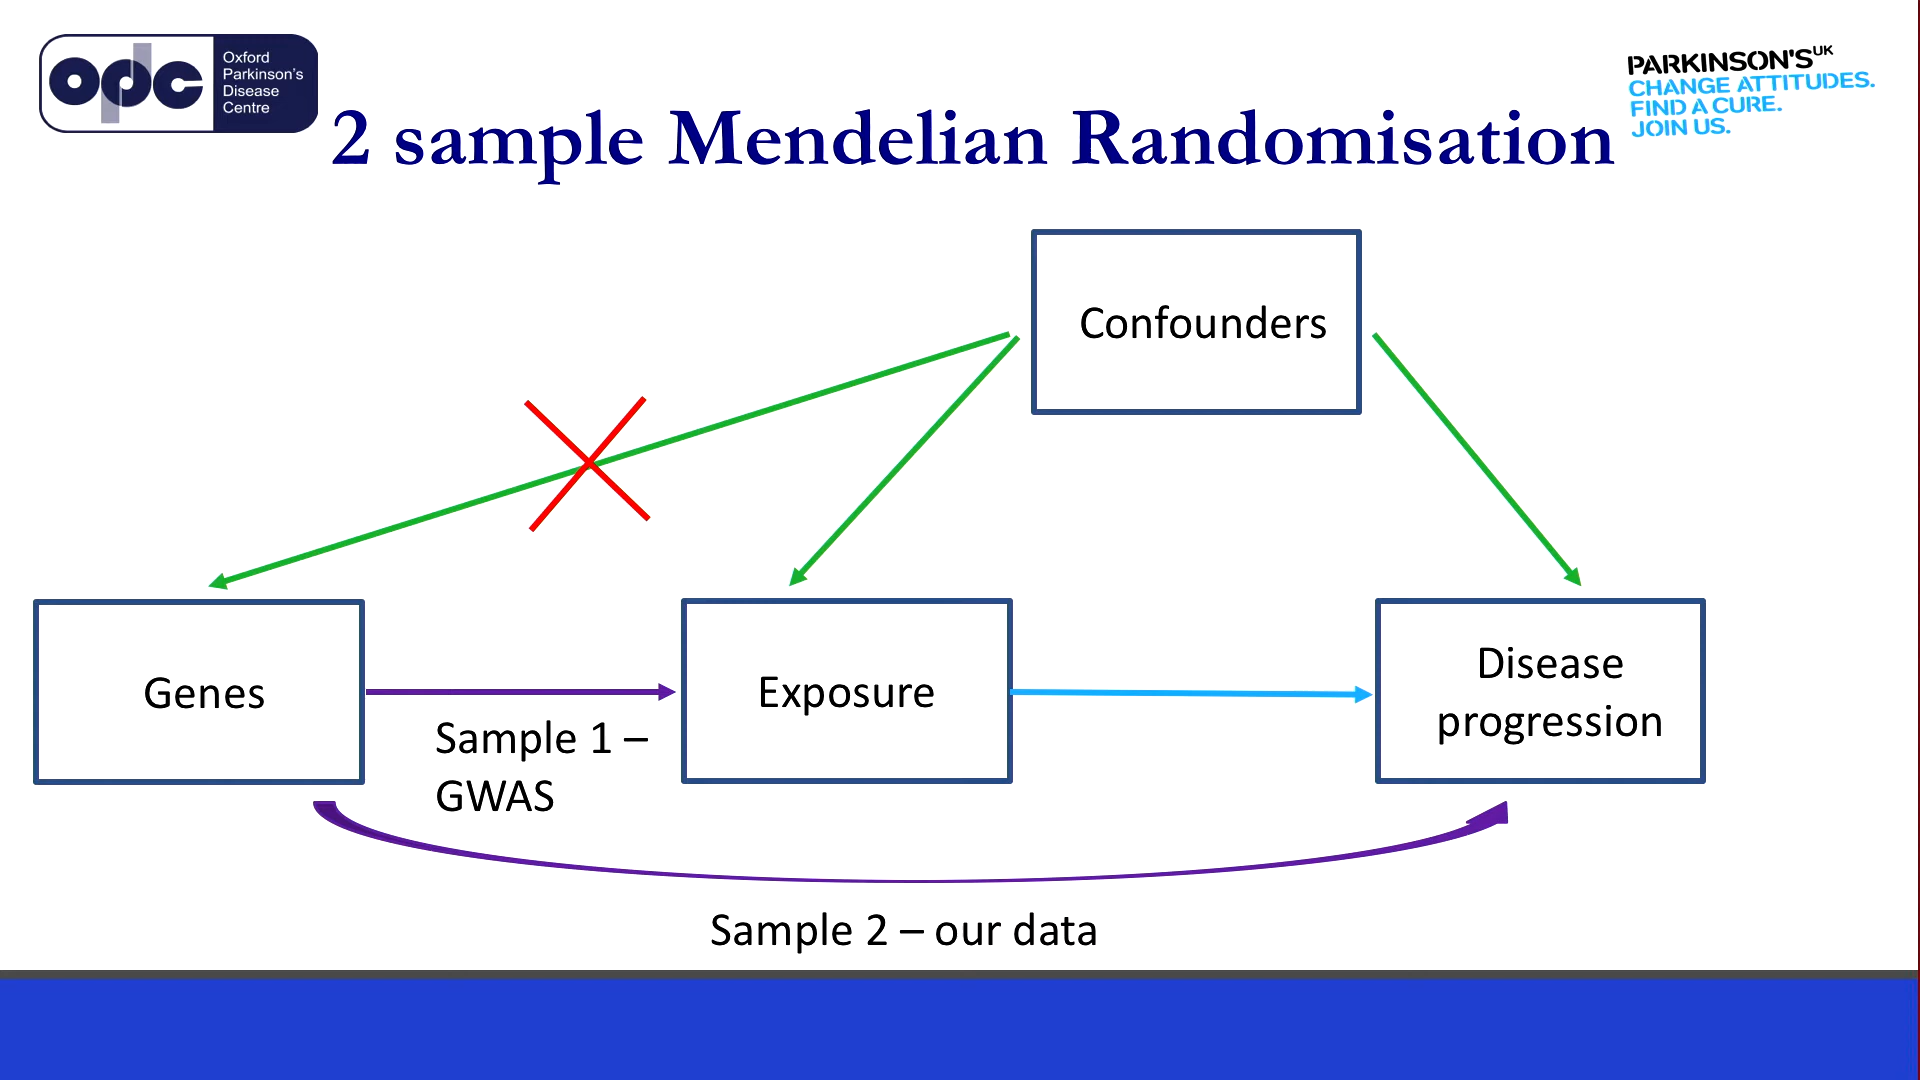 opdc
Oxford
Parkinson's
Disease
Centre
PARKINSON'S UK
CHANGE ATTITUDES.
FIND A CURE.
JOIN US.
2 sample Mendelian Randomisation
Confounders
Genes
Exposure
Disease
progression
Sample 1 –
GWAS
Sample 2 – our data